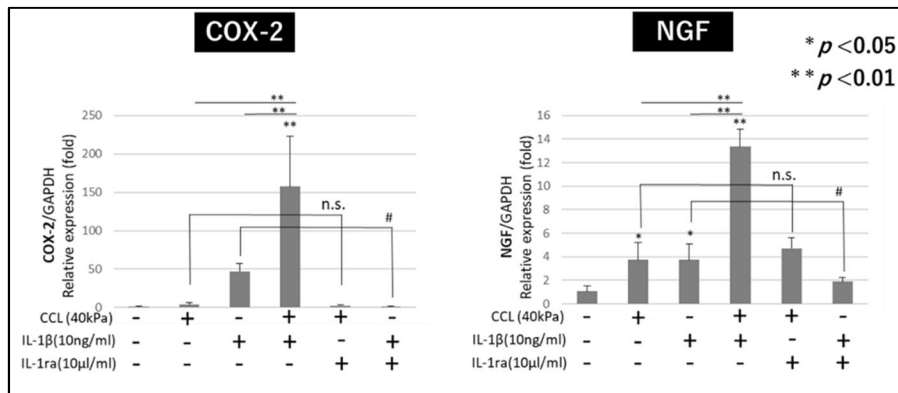 COX-2
NGF
* p <0.05
** p <0.01
**
**
**
250
200
150
100
50
0
COX-2/GAPDH
Relative expression (fold)
n.s.
#
CCL (40kPa) - + - + + -
IL-1β(10ng/ml) - - + + - +
IL-1ra(10μl/ml) - - - - + +
**
**
**
16
14
12
10
8
6
4
2
0
NGF/GAPDH
Relative expression (fold)
n.s.
#
*
*
CCL (40kPa) - + - + + -
IL-1β(10ng/ml) - - + + - +
IL-1ra(10μl/ml) - - - - + +